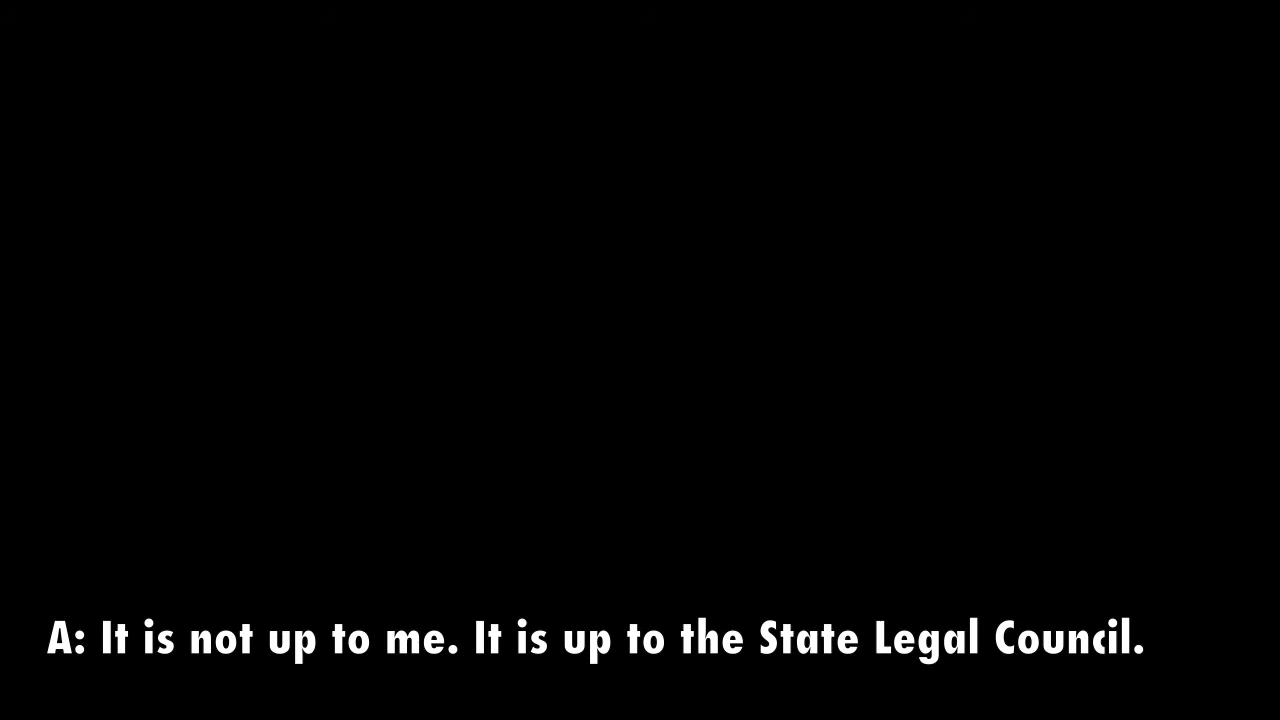 A: It is not up to me. It is up to the State Legal Council.